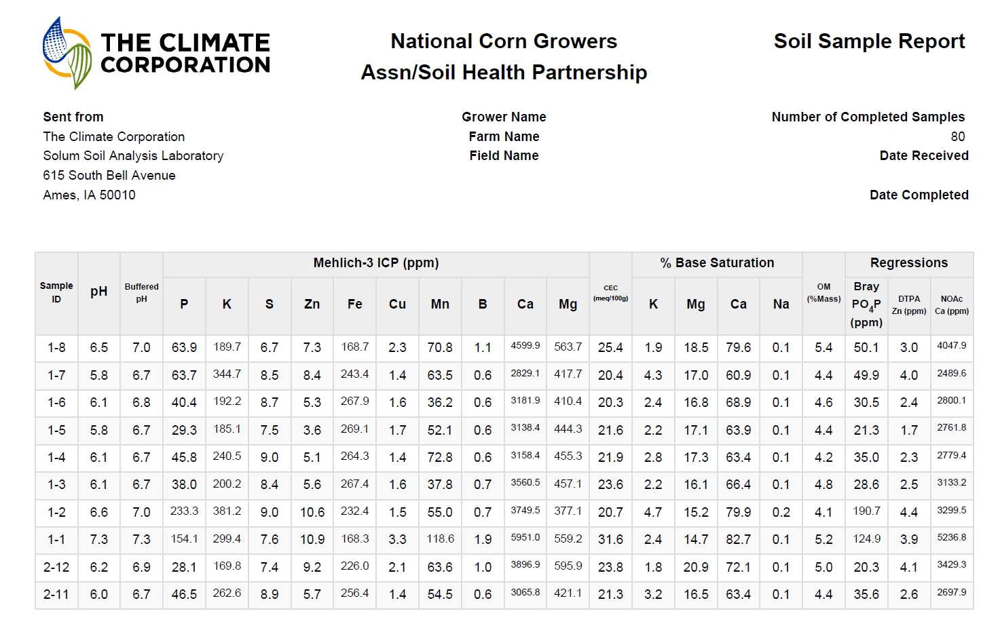 THE CLIMATE
CORPORATION
National Corn Growers
Assn/Soil Health Partnership
Soil Sample Report
Sent from
The Climate Corporation
Solum Soil Analysis Laboratory
615 South Bell Avenue
Ames, IA 50010
Grower Name
Farm Name
Field Name
Number of Completed Samples
80
Date Received
Date Completed
Sample ID pH Buffered pH Mehlich-3 ICP (ppm) CEC (meq/100g) % Base Saturation OM (%Mass) Regressions
P K S Zn Fe Cu Mn B Ca Mg K Mg Ca Na Bray PO4P (ppm) DTPA Zn (ppm) NOAc Ca (ppm)
1-8 6.5 7.0 63.9 189.7 6.7 7.3 168.7 2.3 70.8 1.1 4599.9 563.7 25.4 1.9 18.5 79.6 0.1 5.4 50.1 3.0 4047.9
1-7 5.8 6.7 63.7 344.7 8.5 8.4 243.4 1.4 63.5 0.6 2829.1 417.7 20.4 4.3 17.0 60.9 0.1 4.4 49.9 4.0 2489.6
1-6 6.1 6.8 40.4 192.2 8.7 5.3 267.9 1.6 36.2 0.6 3181.9 410.4 20.3 2.4 16.8 68.9 0.1 4.6 30.5 2.4 2800.1
1-5 5.8 6.7 29.3 185.1 7.5 3.6 269.1 1.7 52.1 0.6 3138.4 444.3 21.6 2.2 17.1 63.9 0.1 4.4 21.3 1.7 2761.8
1-4 6.1 6.7 45.8 240.5 9.0 5.1 264.3 1.4 72.8 0.6 3158.4 455.3 21.9 2.8 17.3 63.4 0.1 4.2 35.0 2.3 2779.4
1-3 6.1 6.7 38.0 200.2 8.4 5.6 267.4 1.6 37.8 0.7 3560.5 457.1 23.6 2.2 16.1 66.4 0.1 4.8 28.6 2.5 3133.2
1-2 6.6 7.0 233.3 381.2 9.0 10.6 232.4 1.5 55.0 0.7 3749.5 377.1 20.7 4.7 15.2 79.9 0.2 4.1 190.7 4.4 3299.5
1-1 7.3 7.3 154.1 299.4 7.6 10.9 168.3 3.3 118.6 1.9 5951.0 559.2 31.6 2.4 14.7 82.7 0.1 5.2 124.9 3.9 5236.8
2-12 6.2 6.9 28.1 169.8 7.4 9.2 226.0 2.1 63.6 1.0 3896.9 595.9 23.8 1.8 20.9 72.1 0.1 5.0 20.3 4.1 3429.3
2-11 6.0 6.7 46.5 262.6 8.9 5.7 256.4 1.4 54.5 0.6 3065.8 421.1 21.3 3.2 16.5 63.4 0.1 4.4 35.6 2.6 2697.9